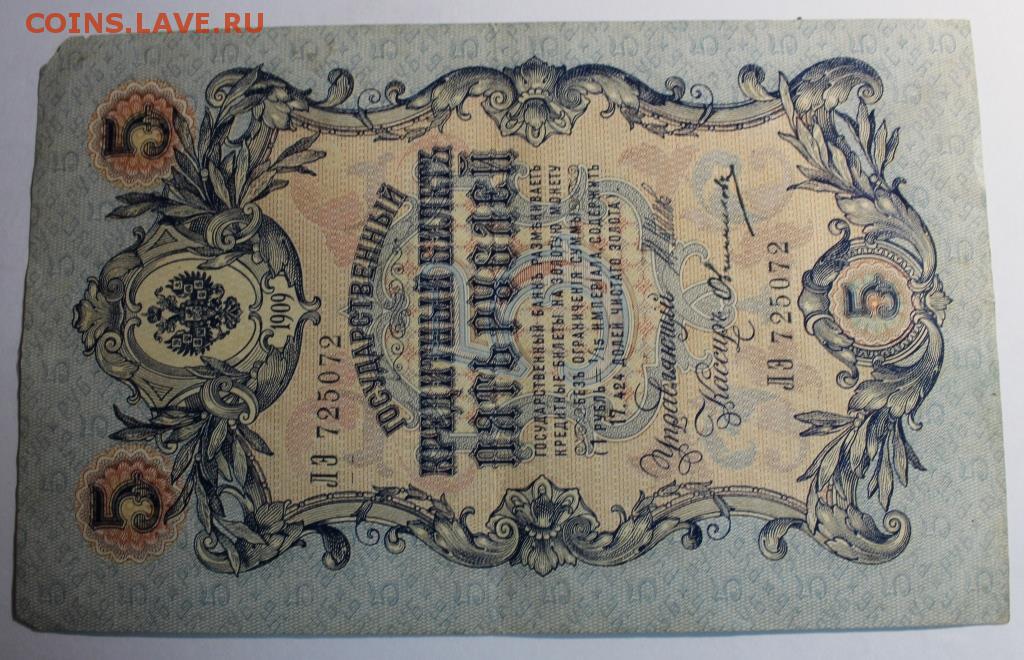 COINS.LAVE.RU
5 5
1909
ЛЭ 725072
ГОСУДАРСТВЕННЫЙ
КРЕДИТНЫЙ БИЛЕТЪ
ПЯТЬ РУБЛЕЙ
ГОСУДАРСТВЕННЫЙ БАНКЪ РАЗМѢНИВАЕТЪ
КРЕДИТНЫЕ БИЛЕТЫ НА ЗОЛОТУЮ МОНЕТУ
БЕЗЪ ОГРАНИЧЕНІЯ СУММЫ
(1 РУБЛЬ = 1/15 ИМПЕРІАЛА, СОДЕРЖИТЪ
17,424 ДОЛЕЙ ЧИСТАГО ЗОЛОТА)
Управляющій
Кассиръ
ЛЭ 725072
5